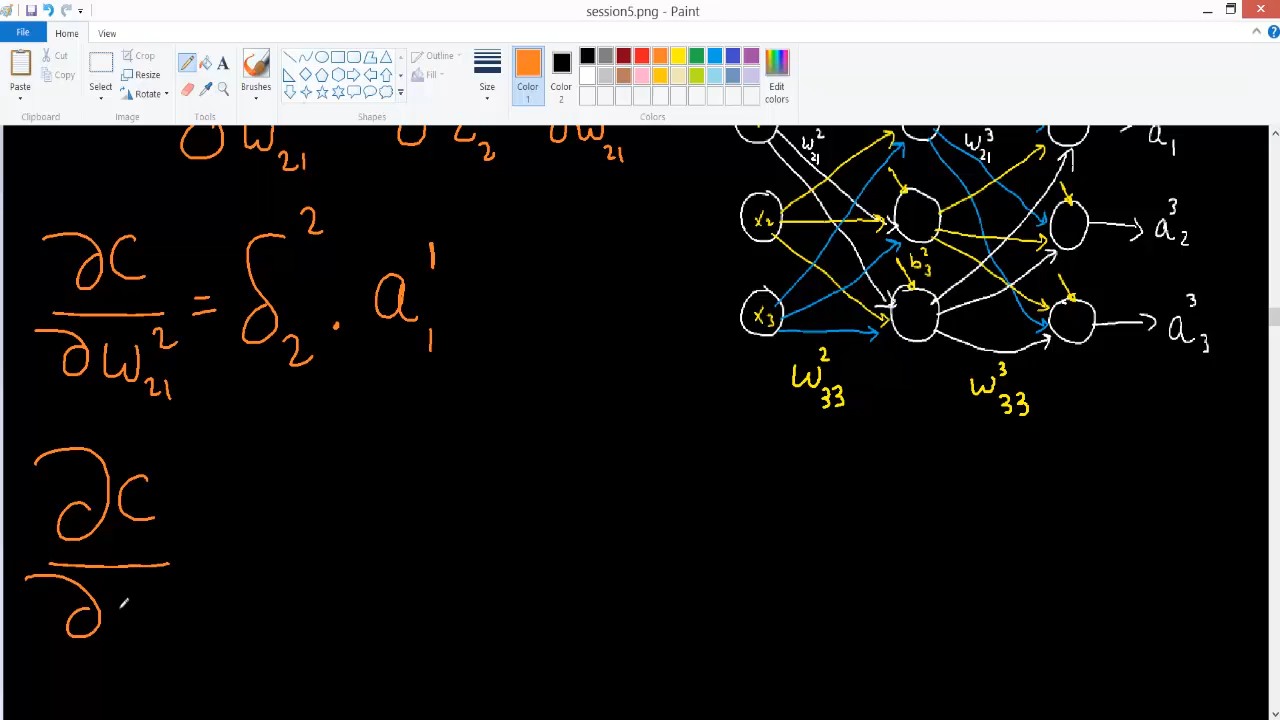 session5.png - Paint
File Home View
Paste Cut Copy Select Crop Resize Rotate Brushes Outline Fill Size Color 1 Color 2 Edit colors
Clipboard Image Tools Shapes Colors
∂w₂₁ ∂z₂ ∂w₂₁
w²₂₁ w³₂₁ a₁
∂C/∂w²₂₁ = δ²₂ · a¹₁
x₂ a³₂
b²₃
x₃ a³₃
w²₃₃ w³₃₃
∂C
∂